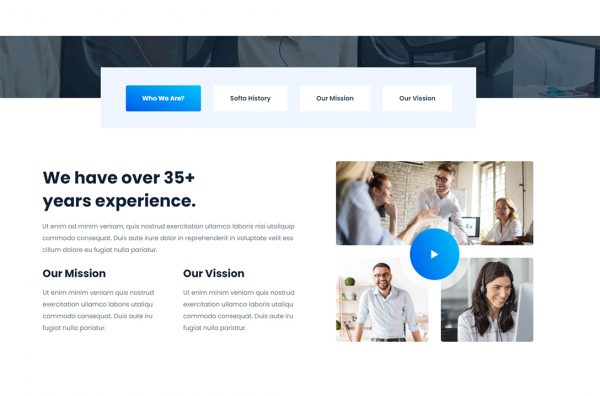 Who We Are?
Softo History
Our Mission
Our Vission
We have over 35+
years experience.
Ut enim ad minim veniam, quis nostrud exercitation ullamco laboris nisi utaliquip
commodo consequat. Duis aute irure dolor in reprehenderit in voluptate velit ess
cillum dolore eu fugiat nulla pariatur.
Our Mission
Ut enim minim veniam quis nostrud
exercitation ullamco laboris utaliqu
commodo consequat. Duis aute iru
fugiat nulla pariatur.
Our Vission
Ut enim minim veniam quis nostrud
exercitation ullamco laboris utaliqu
commodo consequat. Duis aute iru
fugiat nulla pariatur.